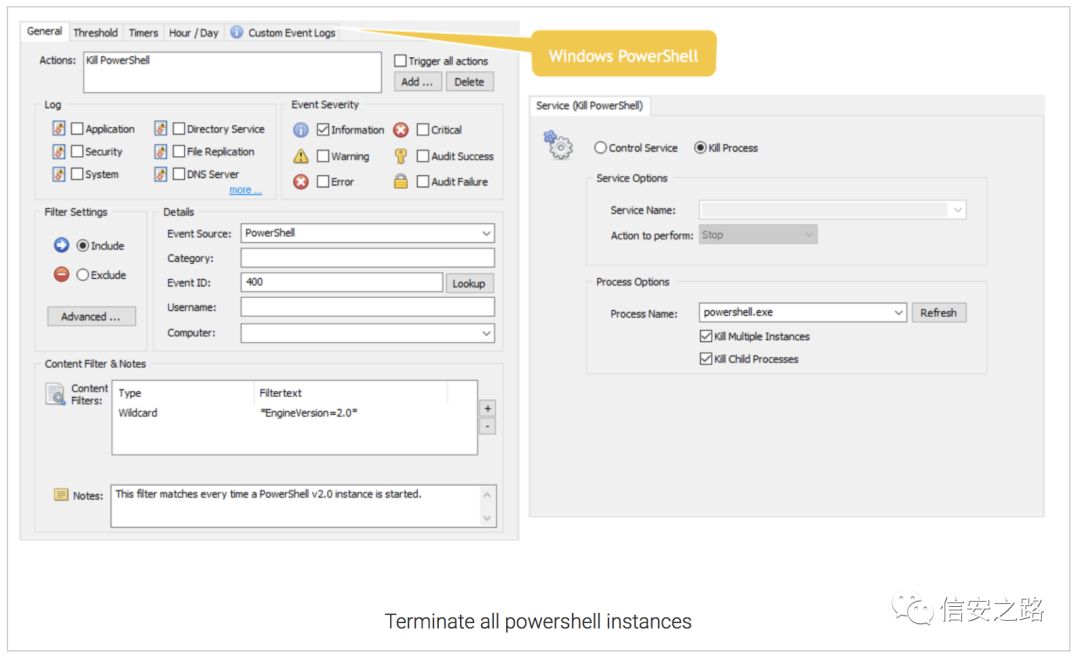 General Threshold Timers Hour / Day Custom Event Logs
Windows PowerShell
Actions: Kill PowerShell
Trigger all actions
Add ... Delete
Log
Application Directory Service
Security File Replication
System DNS Server
more ...
Event Severity
Information Critical
Warning Audit Success
Error Audit Failure
Filter Settings
Include
Exclude
Advanced ...
Details
Event Source: PowerShell
Category:
Event ID: 400 Lookup
Username:
Computer:
Content Filter & Notes
Content
Filters:
Type Filtertext
Wildcard *EngineVersion=2.0*
+
-
Notes: This filter matches every time a PowerShell v2.0 instance is started.
Service (Kill PowerShell)
Control Service Kill Process
Service Options
Service Name:
Action to perform: Stop
Process Options
Process Name: powershell.exe Refresh
Kill Multiple Instances
Kill Child Processes
Terminate all powershell instances
信安之路